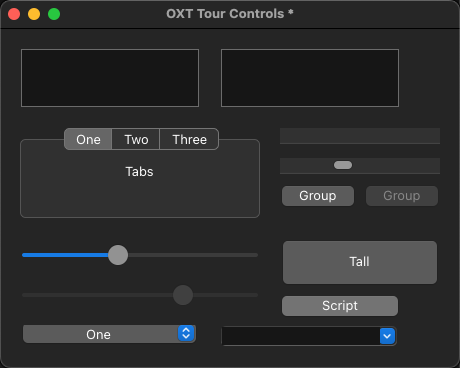 OXT Tour Controls *
One Two Three
Tabs
Group Group
Tall
Script
One